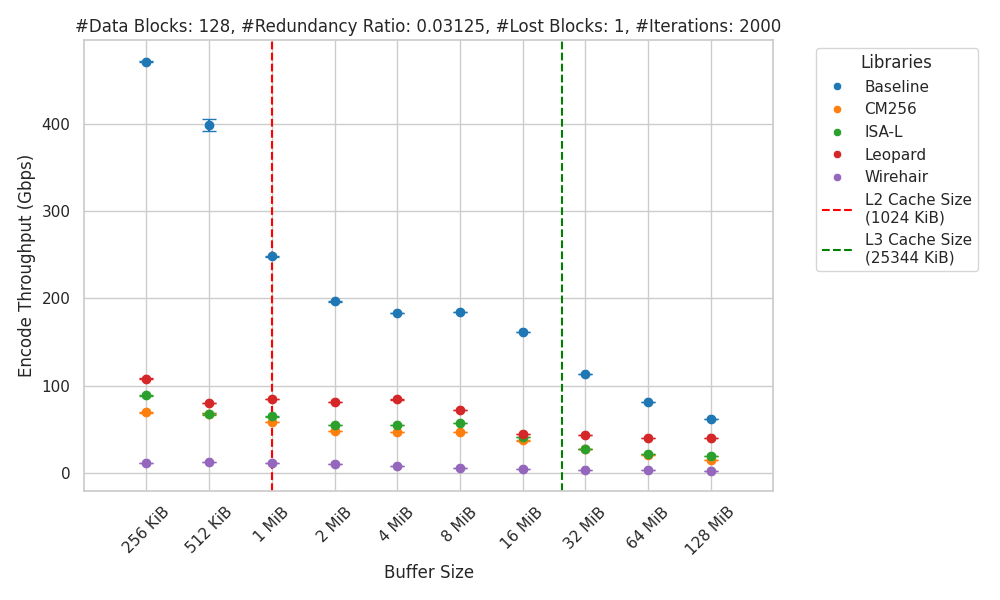 #Data Blocks: 128, #Redundancy Ratio: 0.03125, #Lost Blocks: 1, #Iterations: 2000
Encode Throughput (Gbps)
400
300
200
100
0
256 KiB
512 KiB
1 MiB
2 MiB
4 MiB
8 MiB
16 MiB
32 MiB
64 MiB
128 MiB
Buffer Size
Libraries
Baseline
CM256
ISA-L
Leopard
Wirehair
L2 Cache Size
(1024 KiB)
L3 Cache Size
(25344 KiB)